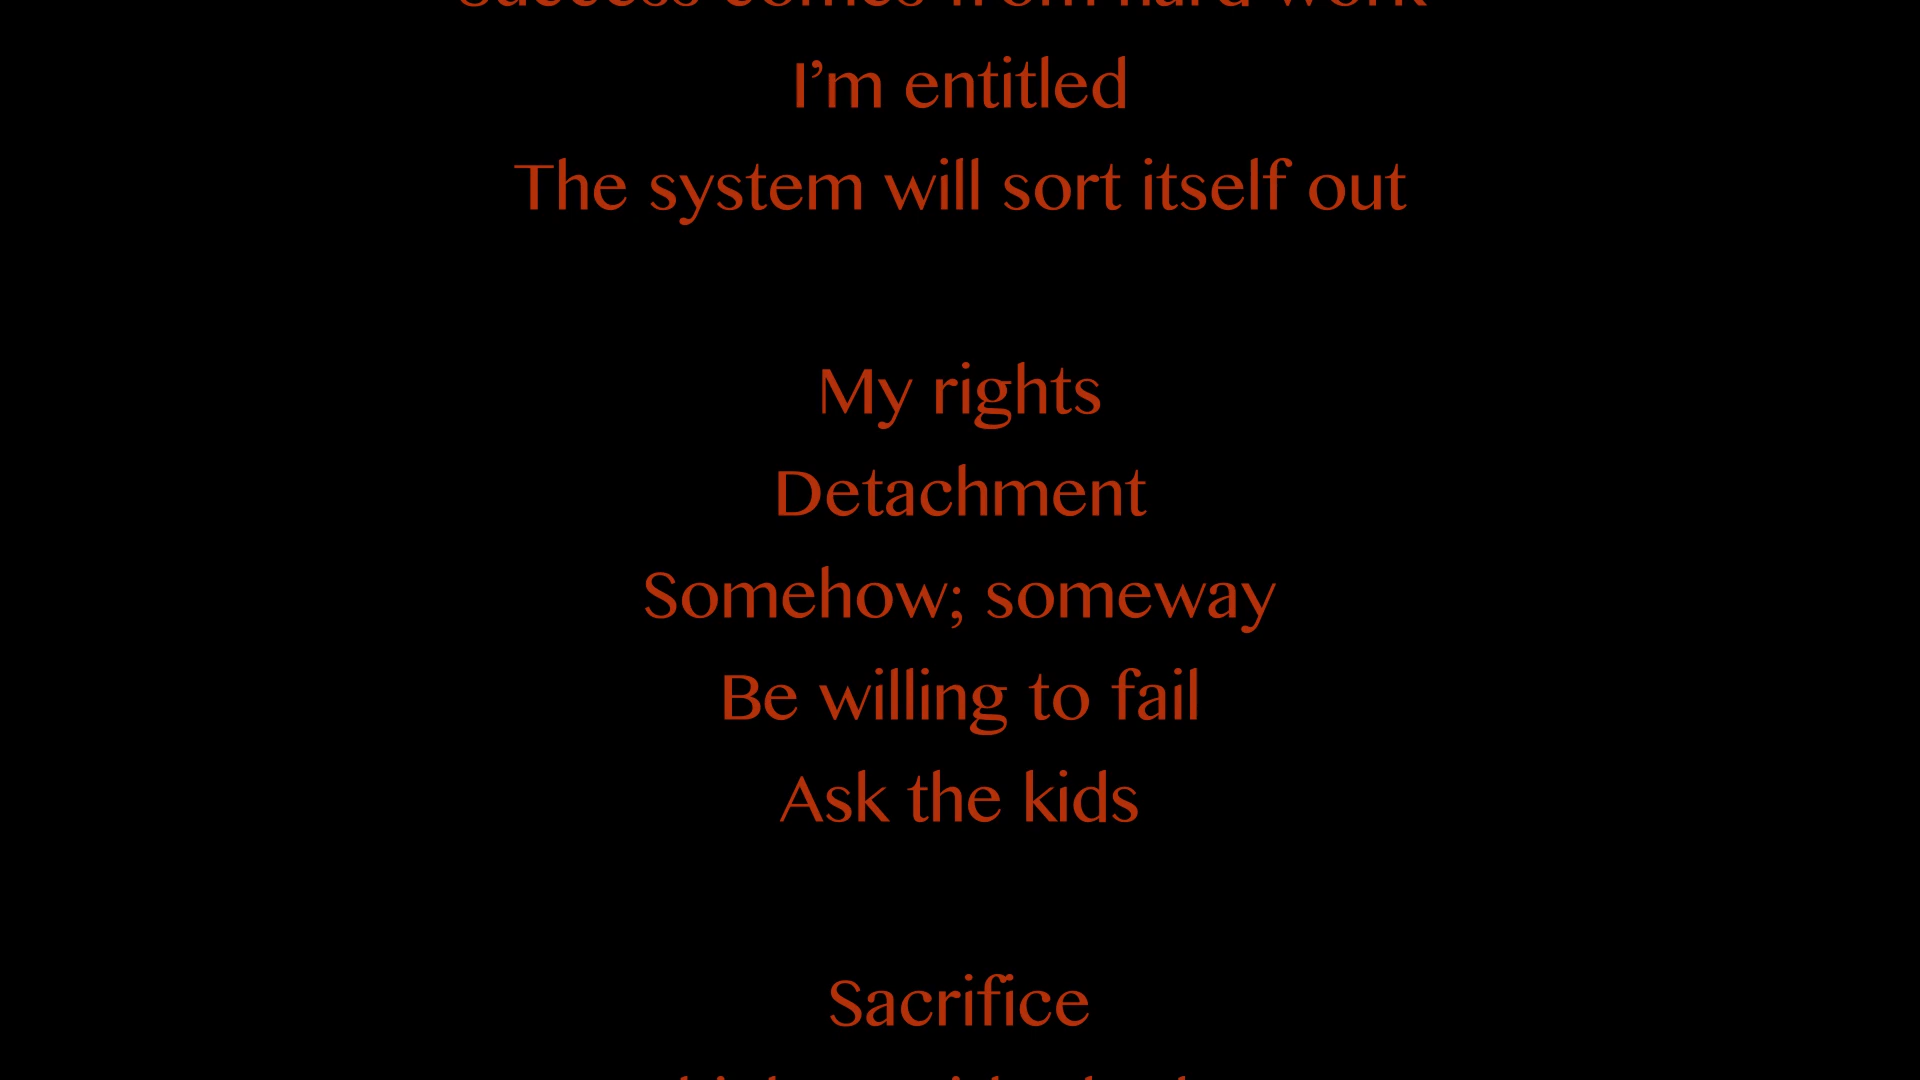 Success comes from hard work
I’m entitled
The system will sort itself out
My rights
Detachment
Somehow; someway
Be willing to fail
Ask the kids
Sacrifice